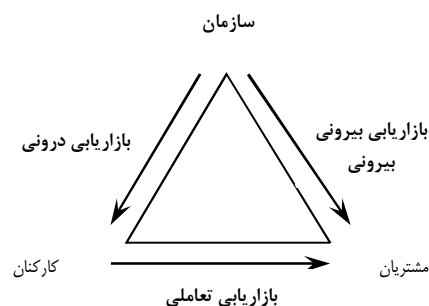 سازمان
بازاریابی بیرونی
بیرونی
بازاریابی درونی
مشتریان
کارکنان
بازاریابی تعاملی